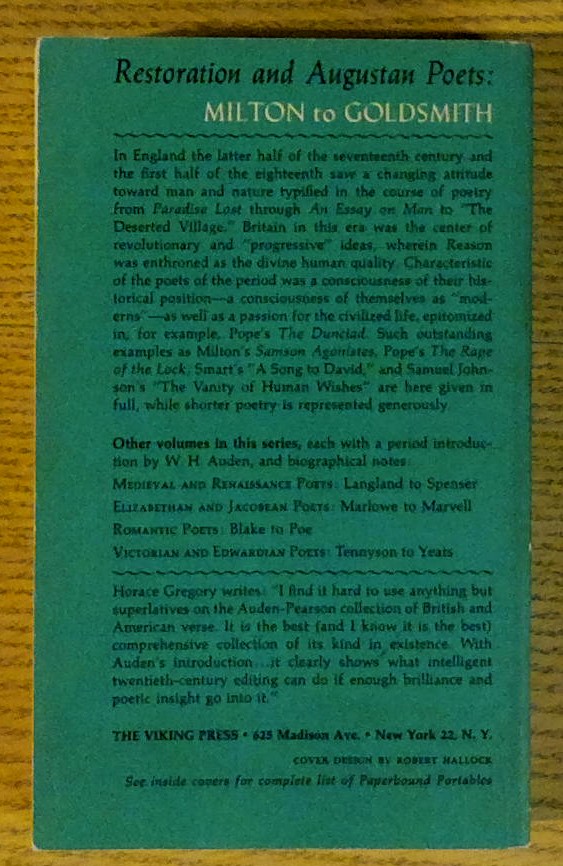 Restoration and Augustan Poets:
MILTON to GOLDSMITH
In England the latter half of the seventeenth century and
the first half of the eighteenth saw a changing attitude
toward man and nature typified in the course of poetry
from Paradise Lost through An Essay on Man to "The
Deserted Village." Britain in this era was the center of
revolutionary and "progressive" ideas, wherein Reason
was enthroned as the divine human quality. Characteristic
of the poets of the period was a consciousness of their his-
torical position—a consciousness of themselves as "mod-
erns"—as well as a passion for the civilized life, epitomized
in, for example, Pope's The Dunciad. Such outstanding
examples as Milton's Samson Agonistes, Pope's The Rape
of the Lock, Smart's "A Song to David," and Samuel John-
son's "The Vanity of Human Wishes" are here given in
full, while shorter poetry is represented generously.
Other volumes in this series, each with a period introduc-
tion by W. H. Auden, and biographical notes:
MEDIEVAL AND RENAISSANCE POETS: Langland to Spenser
ELIZABETHAN AND JACOBEAN POETS: Marlowe to Marvell
ROMANTIC POETS: Blake to Poe
VICTORIAN AND EDWARDIAN POETS: Tennyson to Yeats
Horace Gregory writes: "I find it hard to use anything but
superlatives on the Auden-Pearson collection of British and
American verse. It is the best (and I know it is the best)
comprehensive collection of its kind in existence. With
Auden's introduction...it clearly shows what intelligent
twentieth-century editing can do if enough brilliance and
poetic insight go into it."
THE VIKING PRESS • 625 Madison Ave. • New York 22, N. Y.
COVER DESIGN BY ROBERT HALLOCK
See inside covers for complete list of Paperbound Portables